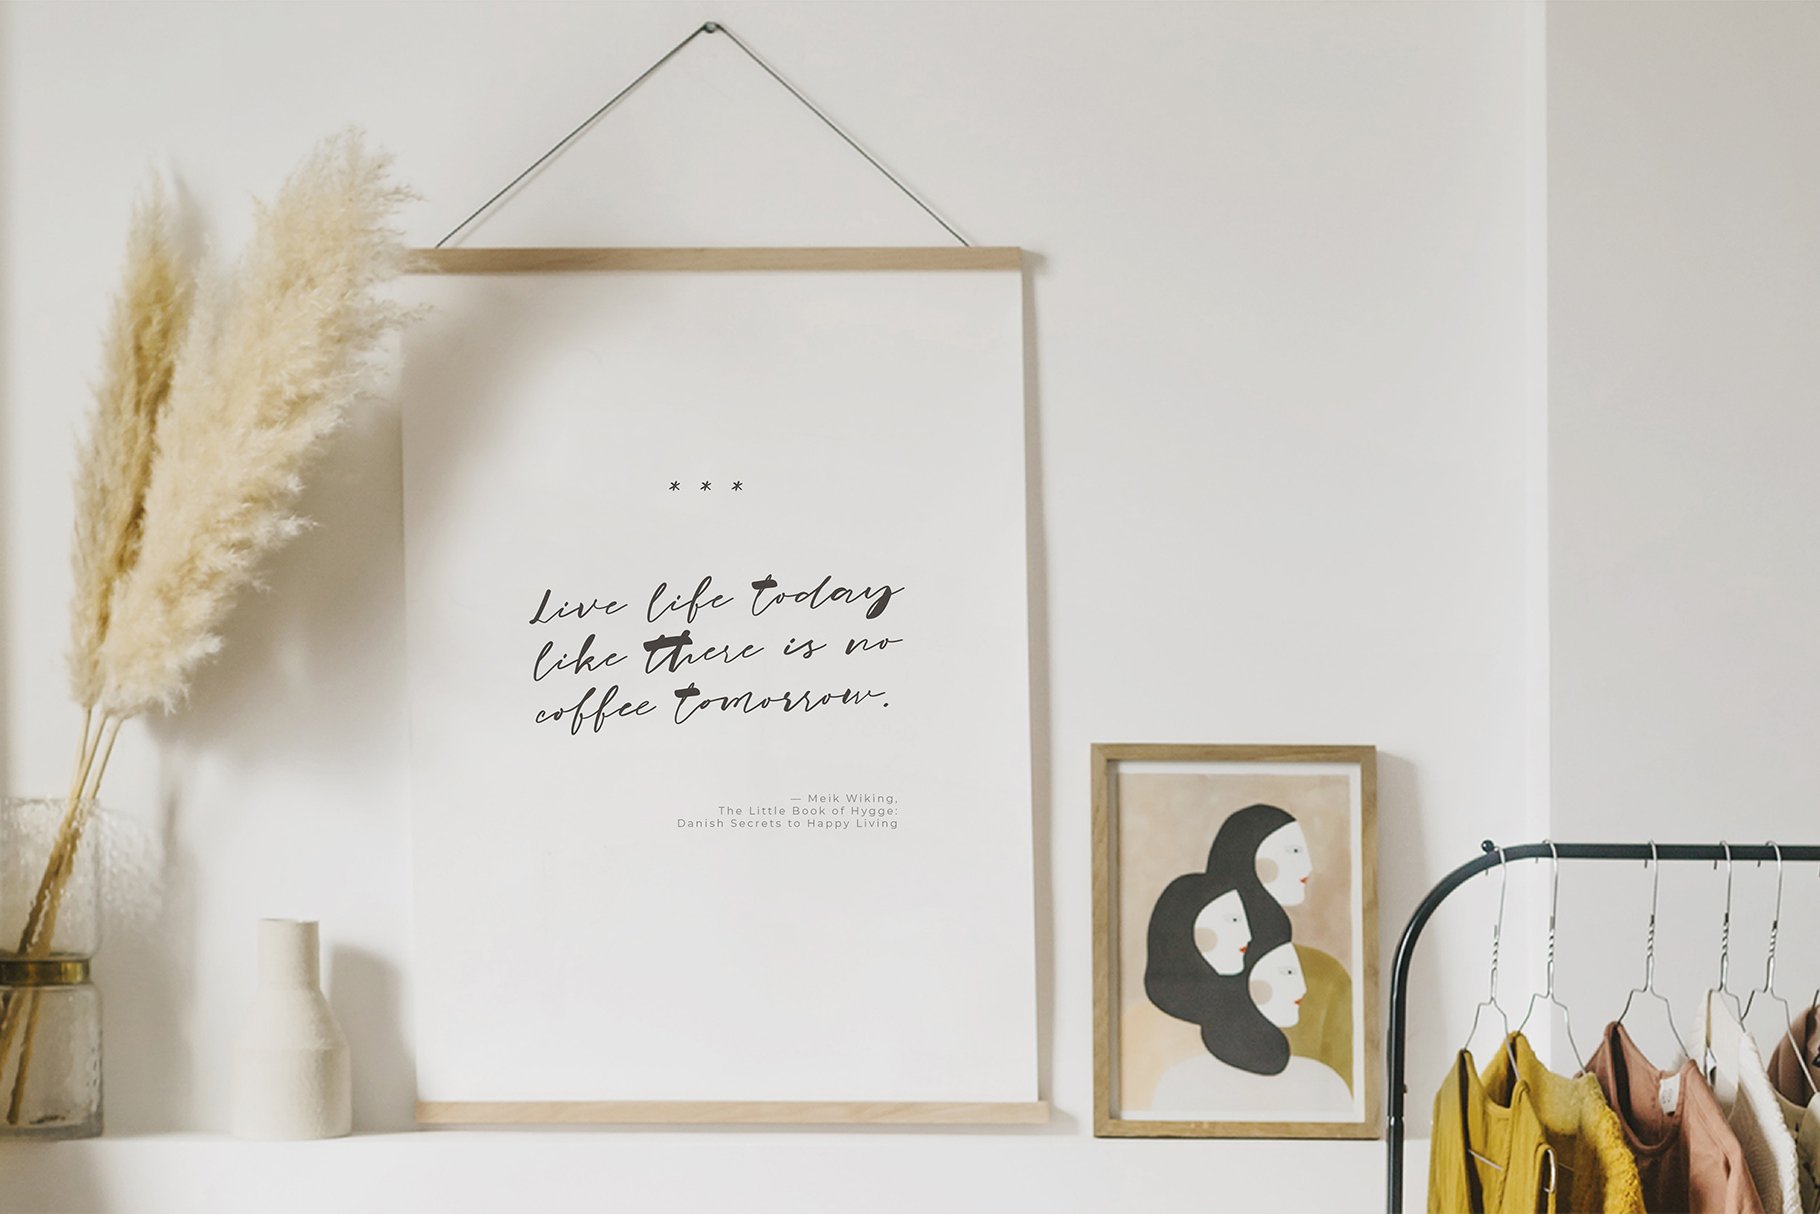 * * *
Live life today
like there is no
coffee tomorrow.
— Meik Wiking,
The Little Book of Hygge:
Danish Secrets to Happy Living